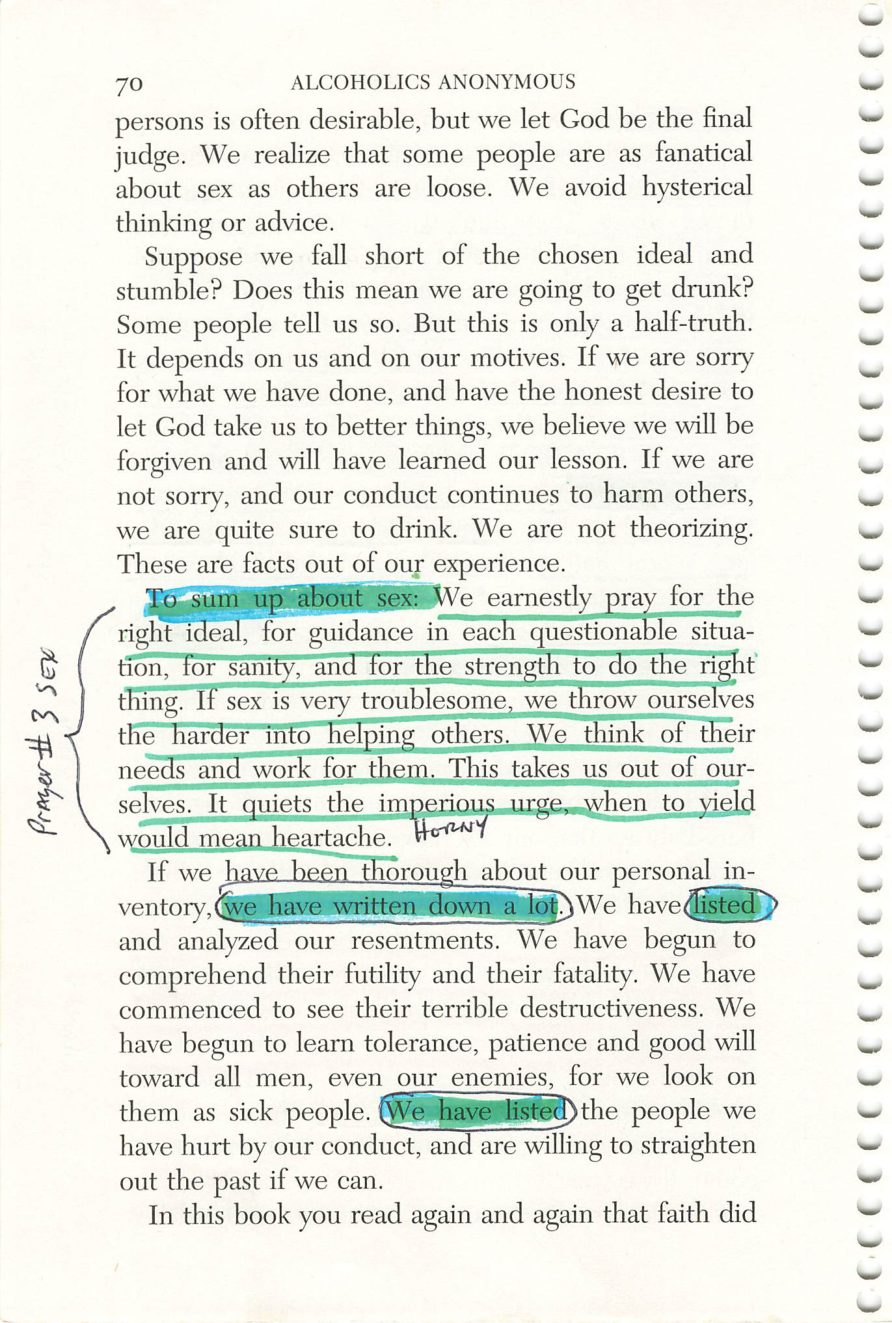 70 ALCOHOLICS ANONYMOUS
persons is often desirable, but we let God be the final
judge. We realize that some people are as fanatical
about sex as others are loose. We avoid hysterical
thinking or advice.
Suppose we fall short of the chosen ideal and
stumble? Does this mean we are going to get drunk?
Some people tell us so. But this is only a half-truth.
It depends on us and on our motives. If we are sorry
for what we have done, and have the honest desire to
let God take us to better things, we believe we will be
forgiven and will have learned our lesson. If we are
not sorry, and our conduct continues to harm others,
we are quite sure to drink. We are not theorizing.
These are facts out of our experience.
To sum up about sex: We earnestly pray for the
right ideal, for guidance in each questionable situa-
tion, for sanity, and for the strength to do the right
thing. If sex is very troublesome, we throw ourselves
the harder into helping others. We think of their
needs and work for them. This takes us out of our-
selves. It quiets the imperious urge, when to yield
would mean heartache. HORNY
Prayer # 3 SEX
If we have been thorough about our personal in-
ventory, we have written down a lot. We have listed
and analyzed our resentments. We have begun to
comprehend their futility and their fatality. We have
commenced to see their terrible destructiveness. We
have begun to learn tolerance, patience and good will
toward all men, even our enemies, for we look on
them as sick people. We have listed the people we
have hurt by our conduct, and are willing to straighten
out the past if we can.
In this book you read again and again that faith did